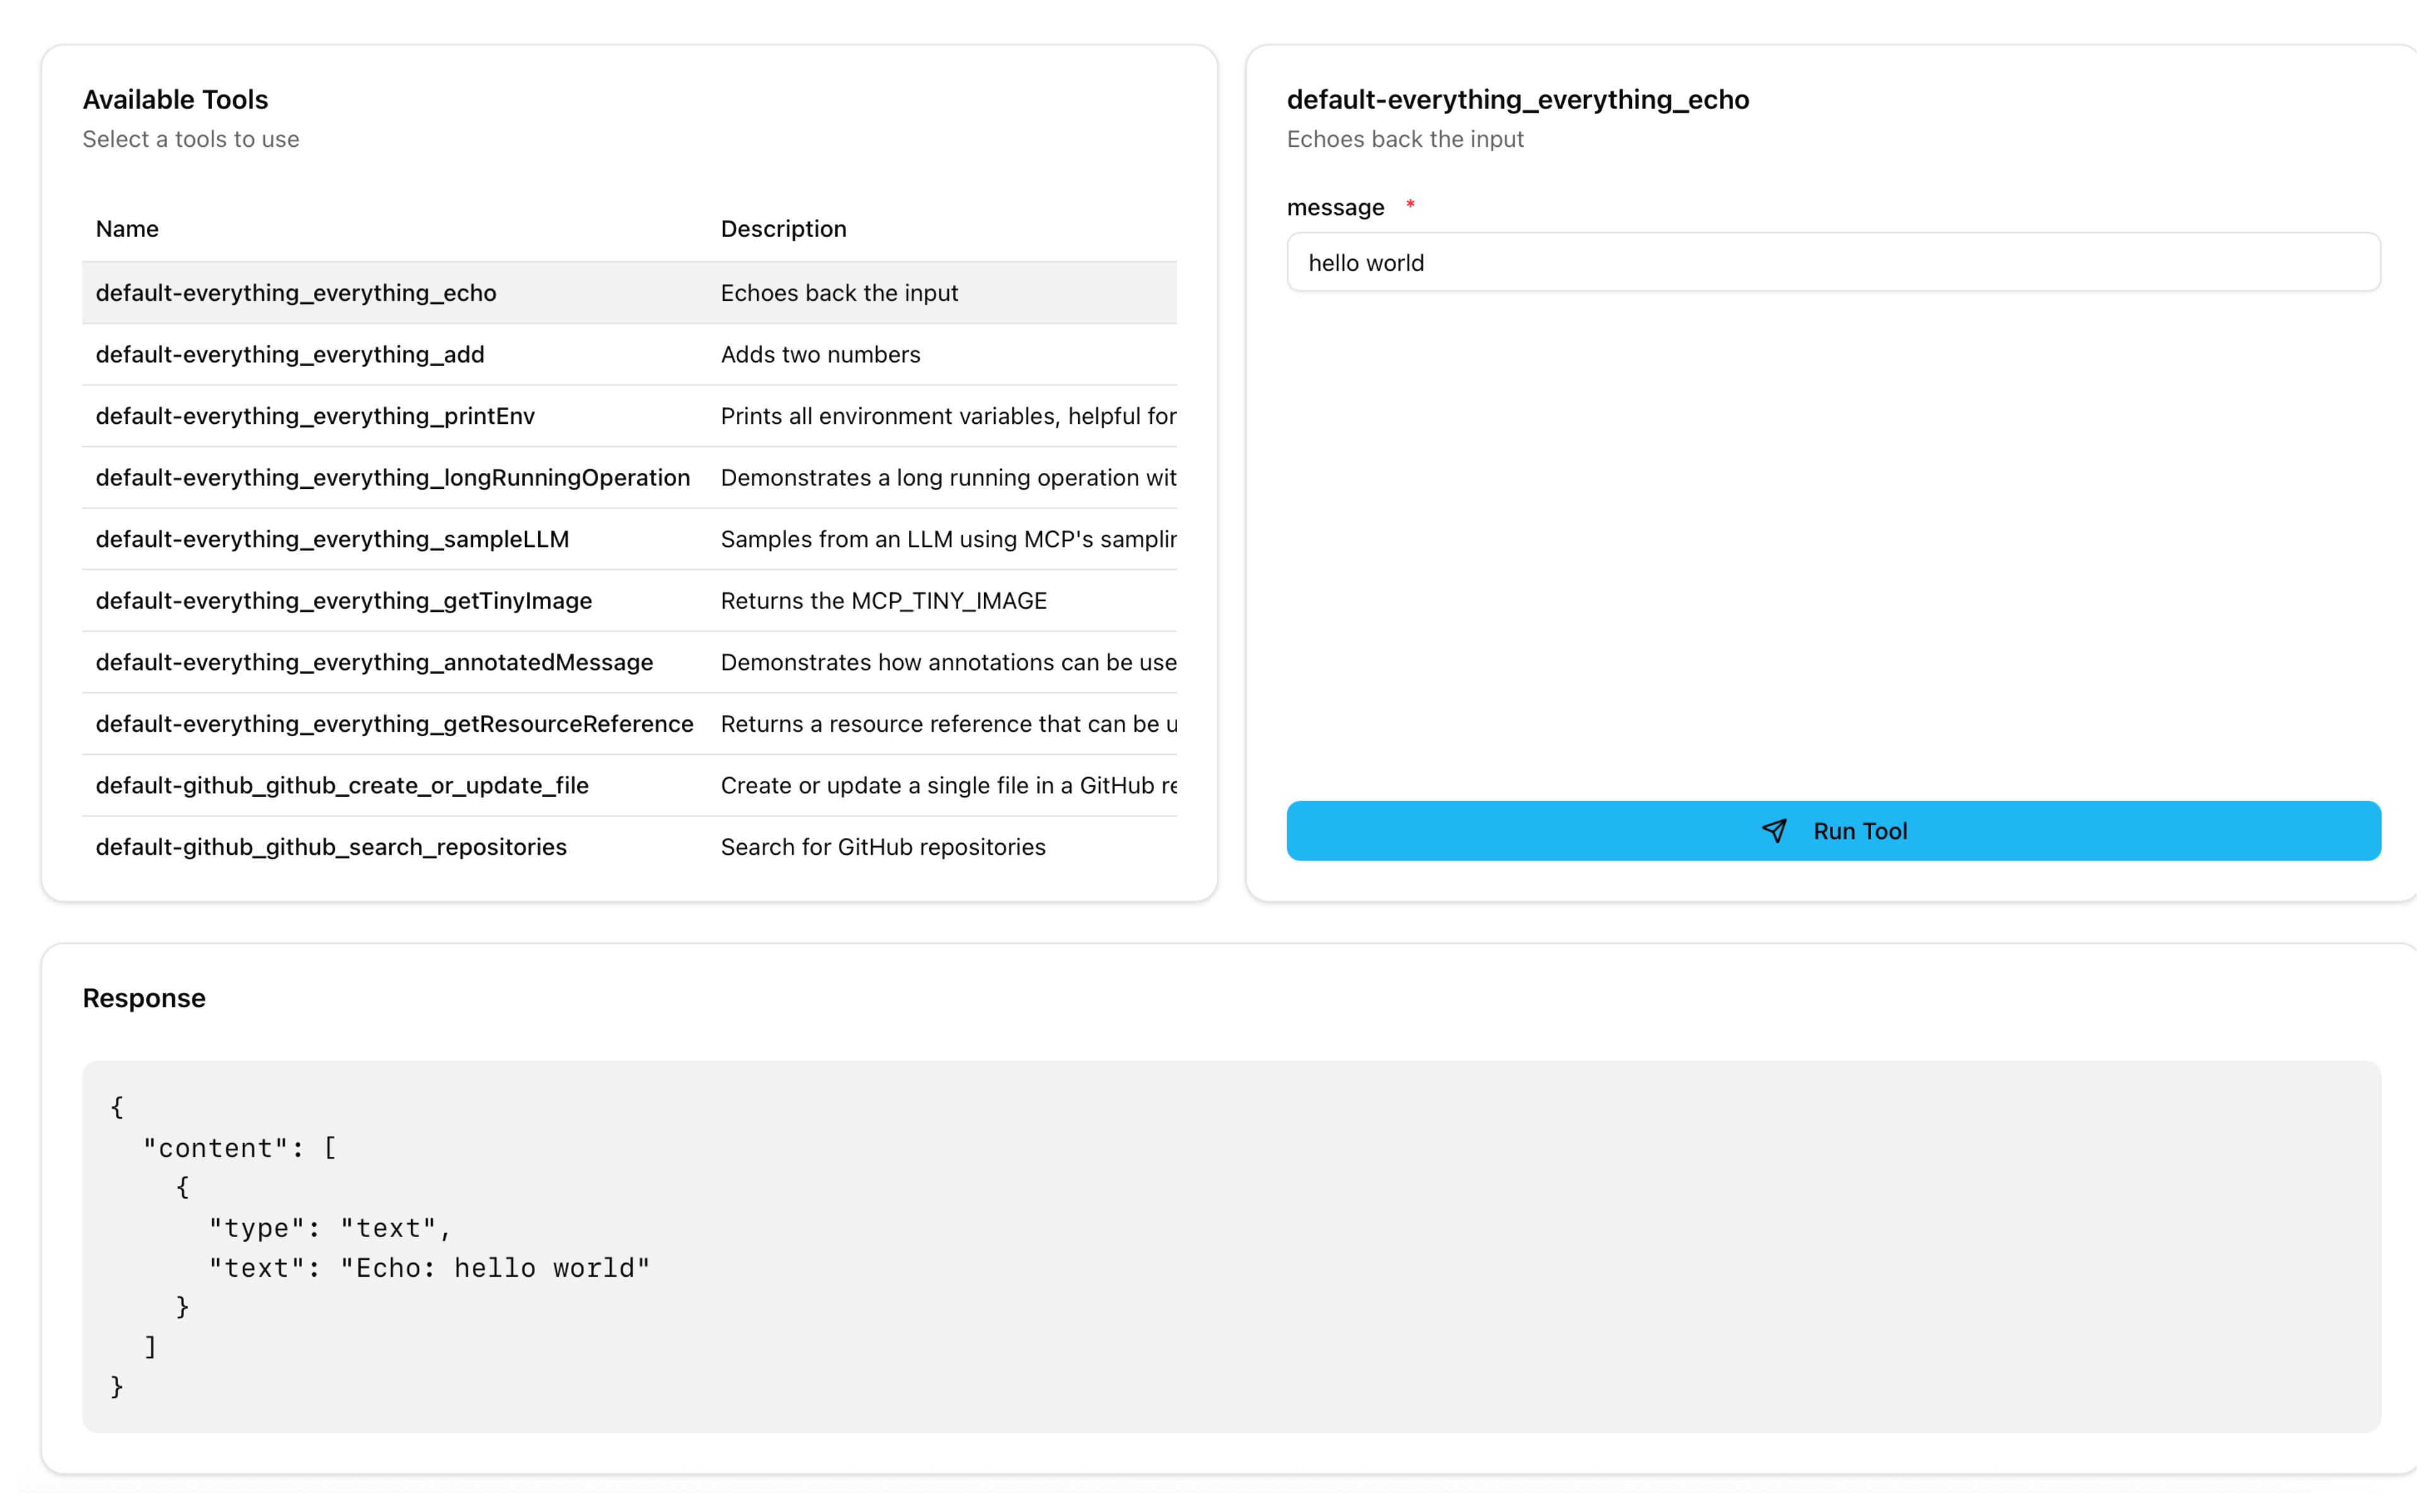 Available Tools
Select a tools to use
Name Description
default-everything_everything_echo Echoes back the input
default-everything_everything_add Adds two numbers
default-everything_everything_printEnv Prints all environment variables, helpful for
default-everything_everything_longRunningOperation Demonstrates a long running operation wit
default-everything_everything_sampleLLM Samples from an LLM using MCP's samplin
default-everything_everything_getTinyImage Returns the MCP_TINY_IMAGE
default-everything_everything_annotatedMessage Demonstrates how annotations can be use
default-everything_everything_getResourceReference Returns a resource reference that can be u
default-github_github_create_or_update_file Create or update a single file in a GitHub re
default-github_github_search_repositories Search for GitHub repositories
default-everything_everything_echo
Echoes back the input
message *
hello world
Run Tool
Response
{
  "content": [
    {
      "type": "text",
      "text": "Echo: hello world"
    }
  ]
}